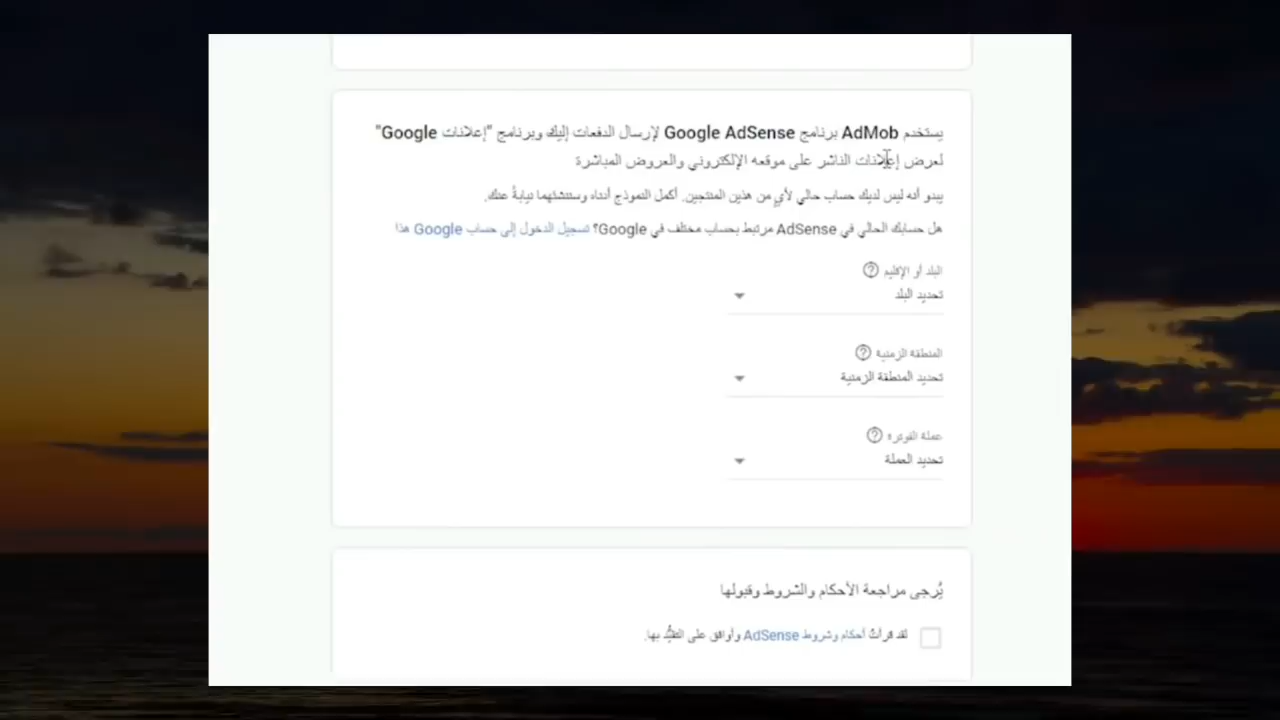 يستخدم AdMob برنامج Google AdSense لإرسال الدفعات إليك وبرنامج "إعلانات Google"
لعرض إعلانات الناشر على موقعه الإلكتروني والعروض المباشرة
يبدو أنه ليس لديك حساب حالي لأي من هذين المنتجين. أكمل النموذج أدناه وسننشئهما نيابةً عنك.
هل حسابك الحالي في AdSense مرتبط بحساب مختلف في Google؟ تسجيل الدخول إلى حساب Google هذا
البلد أو الإقليم
تحديد البلد
المنطقة الزمنية
تحديد المنطقة الزمنية
عملة الفوترة
تحديد العملة
يُرجى مراجعة الأحكام والشروط وقبولها
لقد قرأتُ أحكام وشروط AdSense وأوافق على التقيُّد بها.